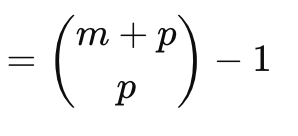 = \binom{m + p}{p} - 1